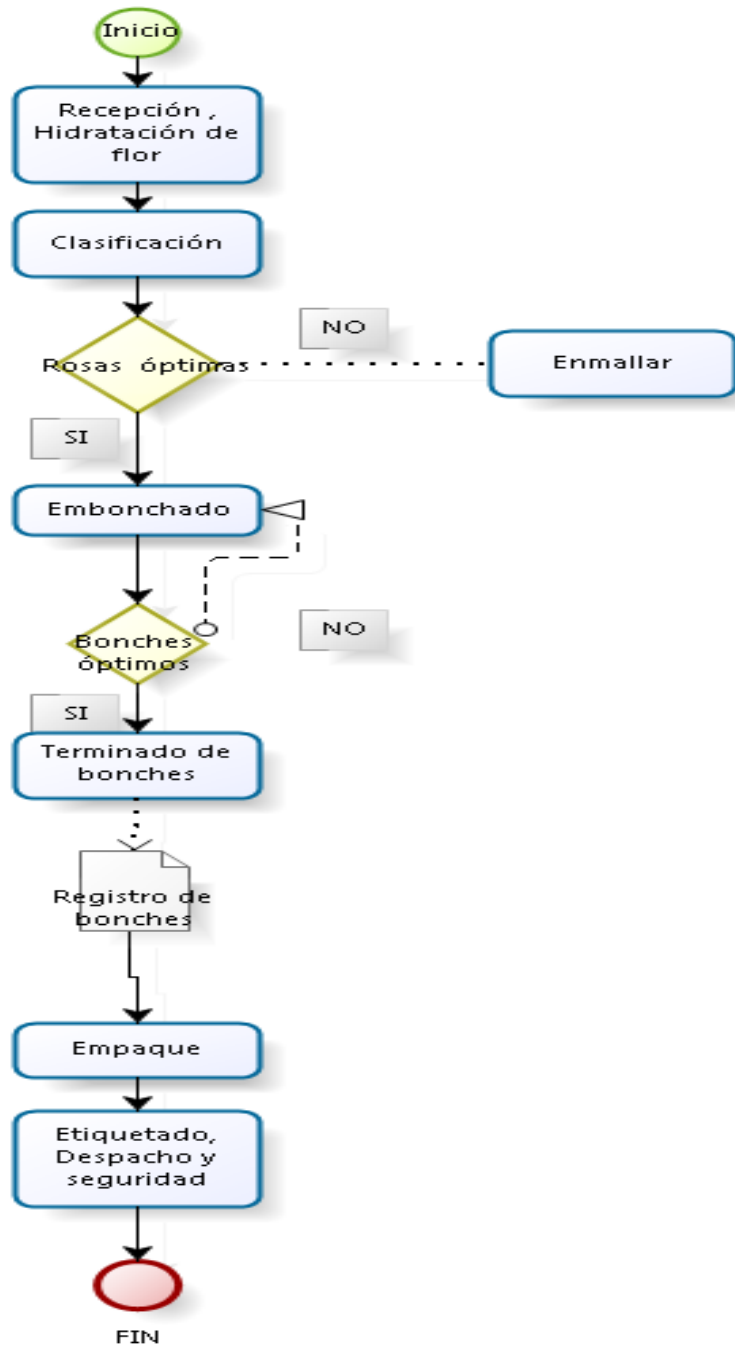 Inicio
Recepción ,
Hidratación de
flor
Clasificación
NO
Rosas óptimas
Enmallar
SI
Embonchado
NO
Bonches
óptimos
SI
Terminado de
bonches
Registro de
bonches
Empaque
Etiquetado,
Despacho y
seguridad
FIN